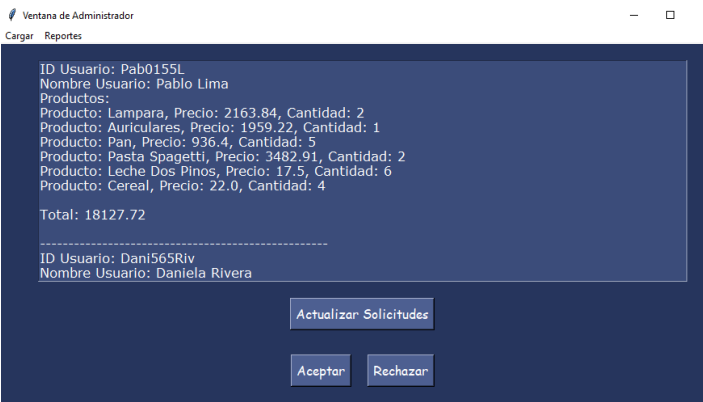 Ventana de Administrador
Cargar Reportes
ID Usuario: Pab0155L
Nombre Usuario: Pablo Lima
Productos:
Producto: Lampara, Precio: 2163.84, Cantidad: 2
Producto: Auriculares, Precio: 1959.22, Cantidad: 1
Producto: Pan, Precio: 936.4, Cantidad: 5
Producto: Pasta Spagetti, Precio: 3482.91, Cantidad: 2
Producto: Leche Dos Pinos, Precio: 17.5, Cantidad: 6
Producto: Cereal, Precio: 22.0, Cantidad: 4
Total: 18127.72
----------------------------------------------------
ID Usuario: Dani565Riv
Nombre Usuario: Daniela Rivera
Actualizar Solicitudes
Aceptar Rechazar